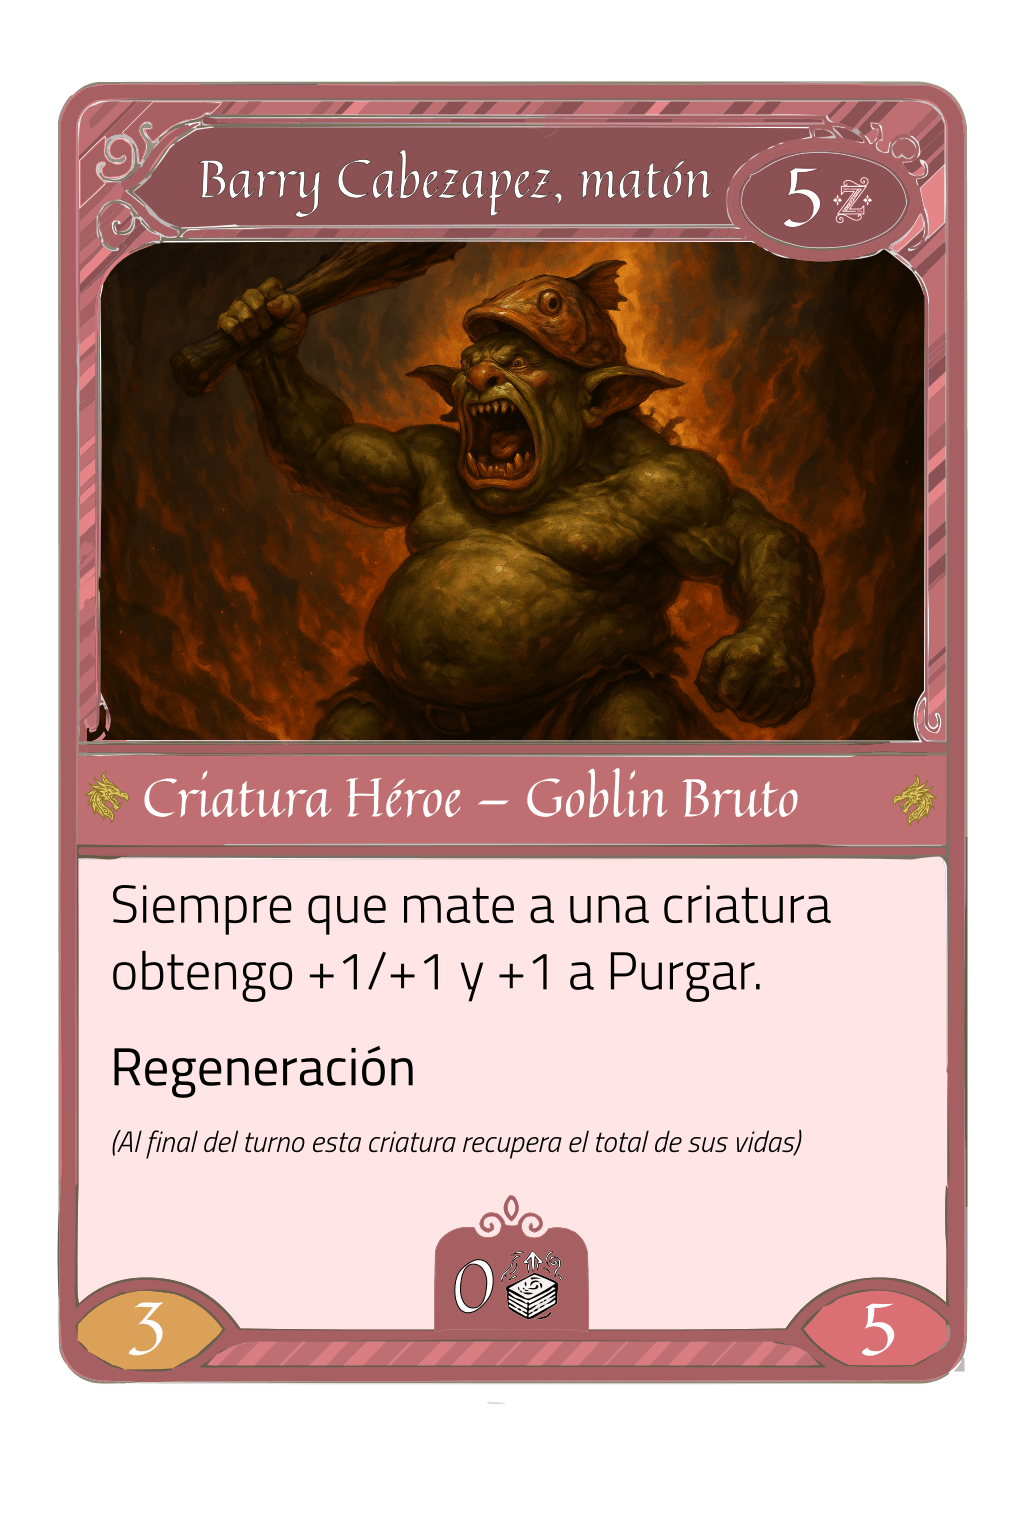 Barry Cabezapez, matón
5 Z
Criatura Héroe – Goblin Bruto
Siempre que mate a una criatura
obtengo +1/+1 y +1 a Purgar.
Regeneración
(Al final del turno esta criatura recupera el total de sus vidas)
0
3
5